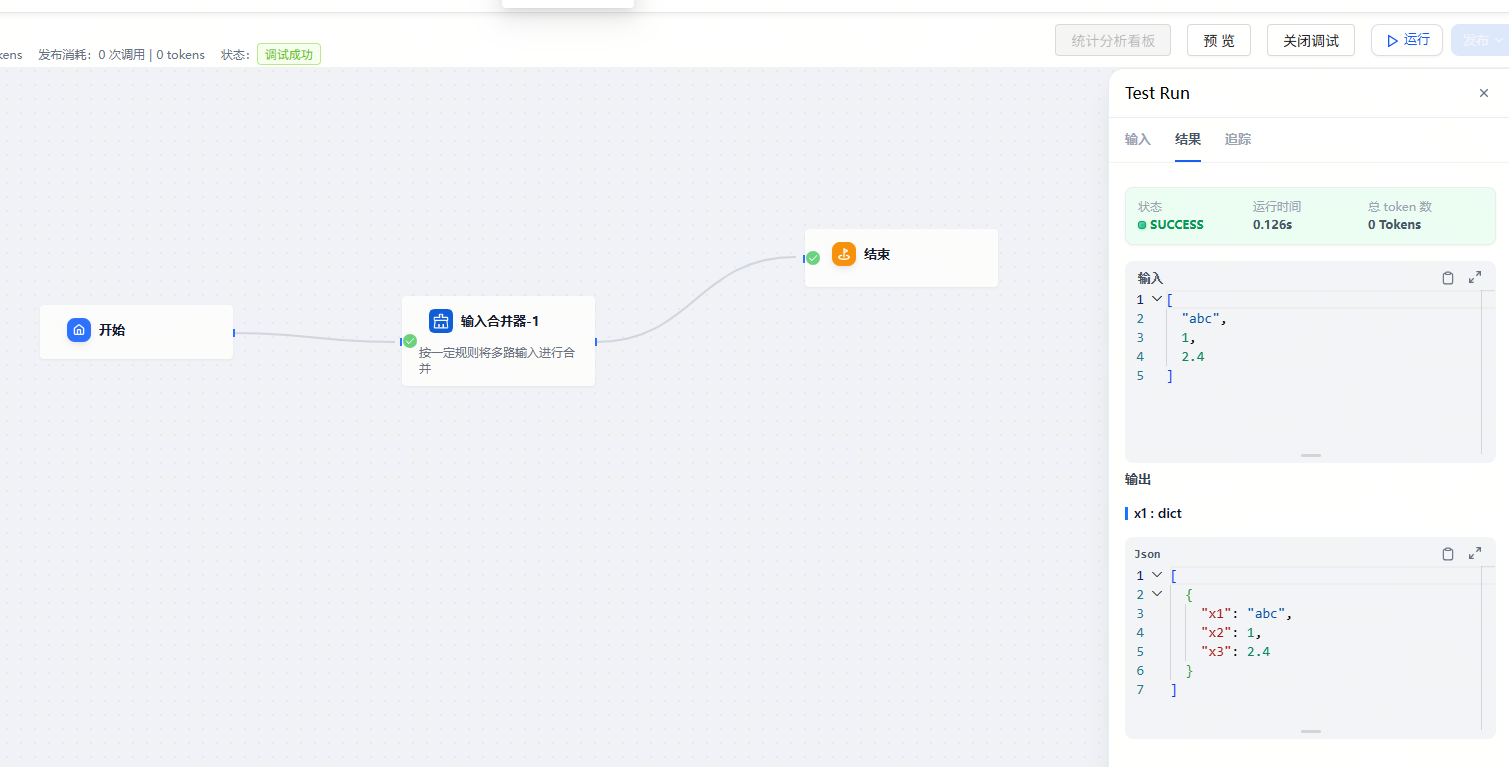 kens 发布消耗: 0 次调用 | 0 tokens 状态: 调试成功
统计分析看板 预 览 关闭调试 运行 发布
Test Run
输入 结果 追踪
状态 运行时间 总 token 数
SUCCESS 0.126s 0 Tokens
开始
输入合并器-1
按一定规则将多路输入进行合
并
结束
输入
1 [
2 "abc",
3 1,
4 2.4
5 ]
输出
x1 : dict
Json
1 [
2 {
3 "x1": "abc",
4 "x2": 1,
5 "x3": 2.4
6 }
7 ]